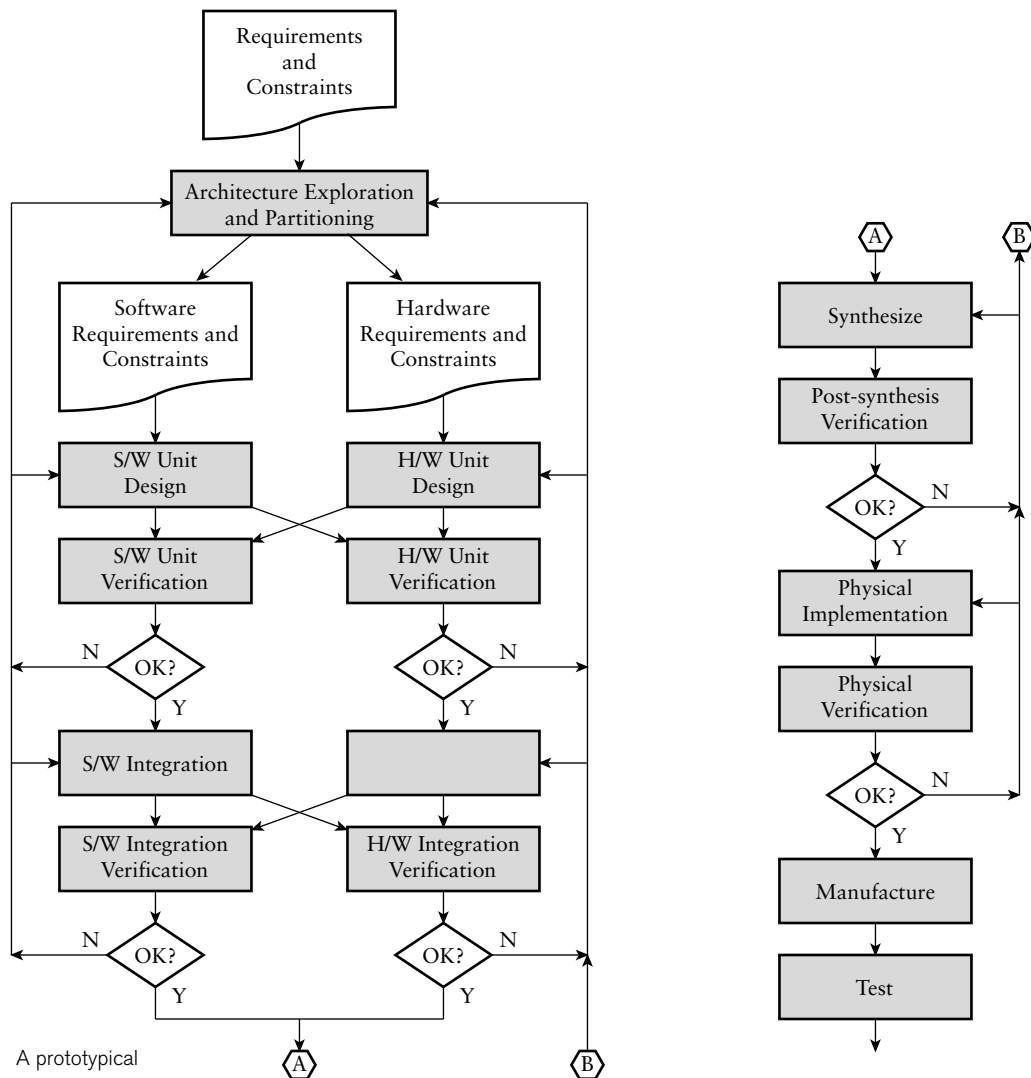 Requirements
and
Constraints
Architecture Exploration
and Partitioning
Software
Requirements and
Constraints
Hardware
Requirements and
Constraints
S/W Unit
Design
H/W Unit
Design
S/W Unit
Verification
H/W Unit
Verification
N
OK?
Y
OK?
N
Y
S/W Integration
S/W Integration
Verification
H/W Integration
Verification
N
OK?
Y
OK?
N
Y
A prototypical
A
B
A
B
Synthesize
Post-synthesis
Verification
OK?
N
Y
Physical
Implementation
Physical
Verification
OK?
N
Y
Manufacture
Test